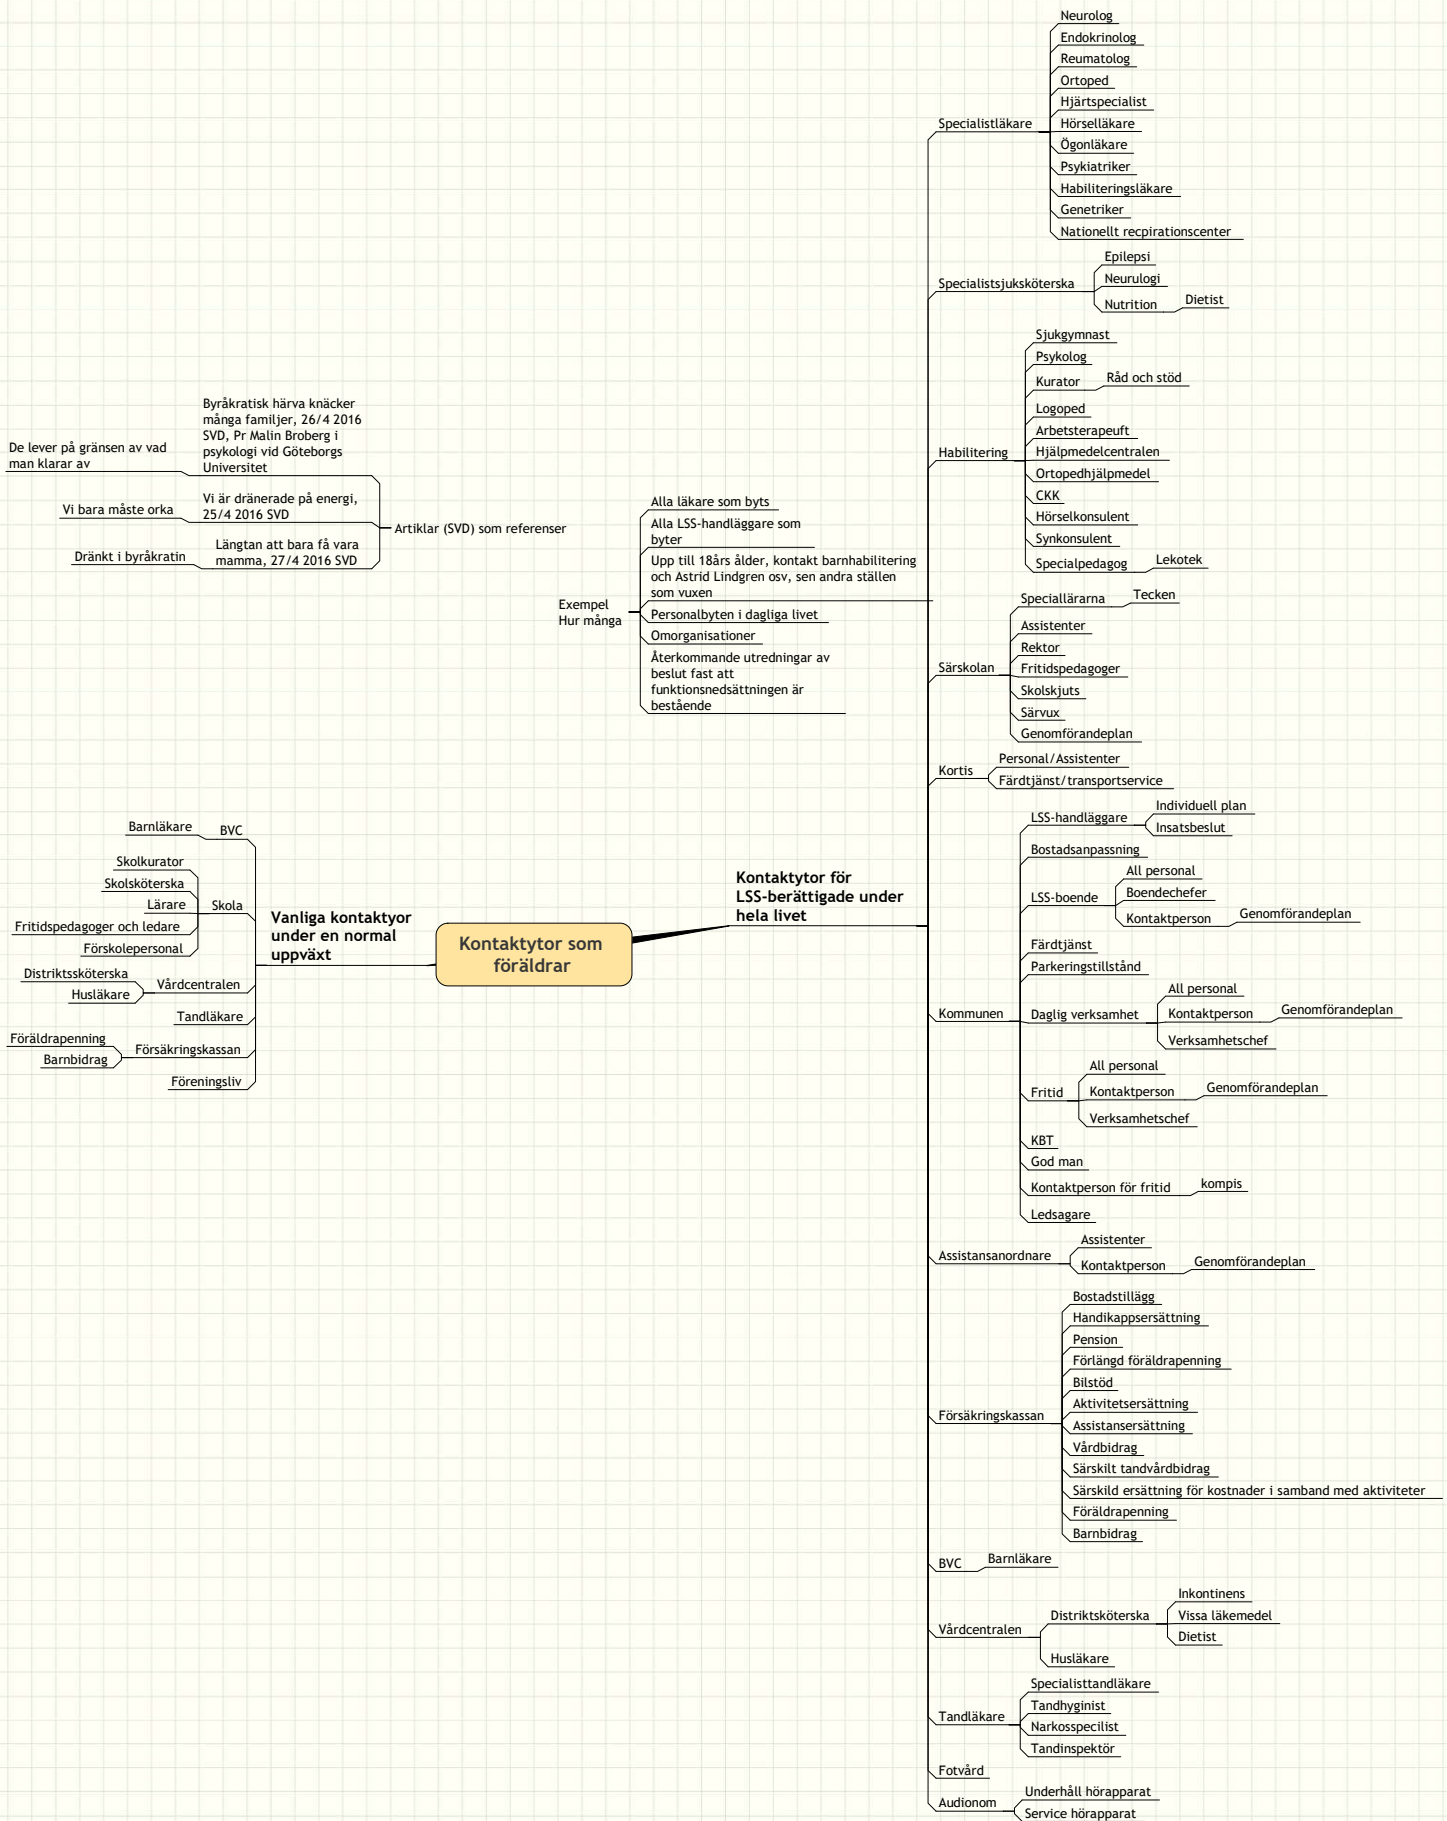 Kontaktytor som
föräldrar
Vanliga kontaktyor
under en normal
uppväxt
BVC
Barnläkare
Skola
Skolkurator
Skolsköterska
Lärare
Fritidspedagoger och ledare
Förskolepersonal
Vårdcentralen
Distriktssköterska
Husläkare
Tandläkare
Försäkringskassan
Föräldrapenning
Barnbidrag
Föreningsliv
Artiklar (SVD) som referenser
Byråkratisk härva knäcker
många familjer, 26/4 2016
SVD, Pr Malin Broberg i
psykologi vid Göteborgs
Universitet
De lever på gränsen av vad
man klarar av
Vi är dränerade på energi,
25/4 2016 SVD
Vi bara måste orka
Längtan att bara få vara
mamma, 27/4 2016 SVD
Dränkt i byråkratin
Exempel
Hur många
Alla läkare som byts
Alla LSS-handläggare som
byter
Upp till 18års ålder, kontakt barnhabilitering
och Astrid Lindgren osv, sen andra ställen
som vuxen
Personalbyten i dagliga livet
Omorganisationer
Återkommande utredningar av
beslut fast att
funktionsnedsättningen är
bestående
Kontaktytor för
LSS-berättigade under
hela livet
Specialistläkare
Neurolog
Endokrinolog
Reumatolog
Ortoped
Hjärtspecialist
Hörselläkare
Ögonläkare
Psykiatriker
Habiliteringsläkare
Genetriker
Nationellt recpirationscenter
Specialistsjuksköterska
Epilepsi
Neurulogi
Nutrition
Dietist
Habilitering
Sjukgymnast
Psykolog
Kurator
Råd och stöd
Logoped
Arbetsterapeuft
Hjälpmedelcentralen
Ortopedhjälpmedel
CKK
Hörselkonsulent
Synkonsulent
Specialpedagog
Lekotek
Särskolan
Speciallärarna
Tecken
Assistenter
Rektor
Fritidspedagoger
Skolskjuts
Särvux
Genomförandeplan
Kortis
Personal/Assistenter
Färdtjänst/transportservice
Kommunen
LSS-handläggare
Individuell plan
Insatsbeslut
Bostadsanpassning
LSS-boende
All personal
Boendechefer
Kontaktperson
Genomförandeplan
Färdtjänst
Parkeringstillstånd
Daglig verksamhet
All personal
Kontaktperson
Genomförandeplan
Verksamhetschef
Fritid
All personal
Kontaktperson
Genomförandeplan
Verksamhetschef
KBT
God man
Kontaktperson för fritid
kompis
Ledsagare
Assistansanordnare
Assistenter
Kontaktperson
Genomförandeplan
Försäkringskassan
Bostadstillägg
Handikappsersättning
Pension
Förlängd föräldrapenning
Bilstöd
Aktivitetsersättning
Assistansersättning
Vårdbidrag
Särskilt tandvårdbidrag
Särskild ersättning för kostnader i samband med aktiviteter
Föräldrapenning
Barnbidrag
BVC
Barnläkare
Vårdcentralen
Distriktsköterska
Inkontinens
Vissa läkemedel
Dietist
Husläkare
Tandläkare
Specialisttandläkare
Tandhyginist
Narkosspecilist
Tandinspektör
Fotvård
Audionom
Underhåll hörapparat
Service hörapparat